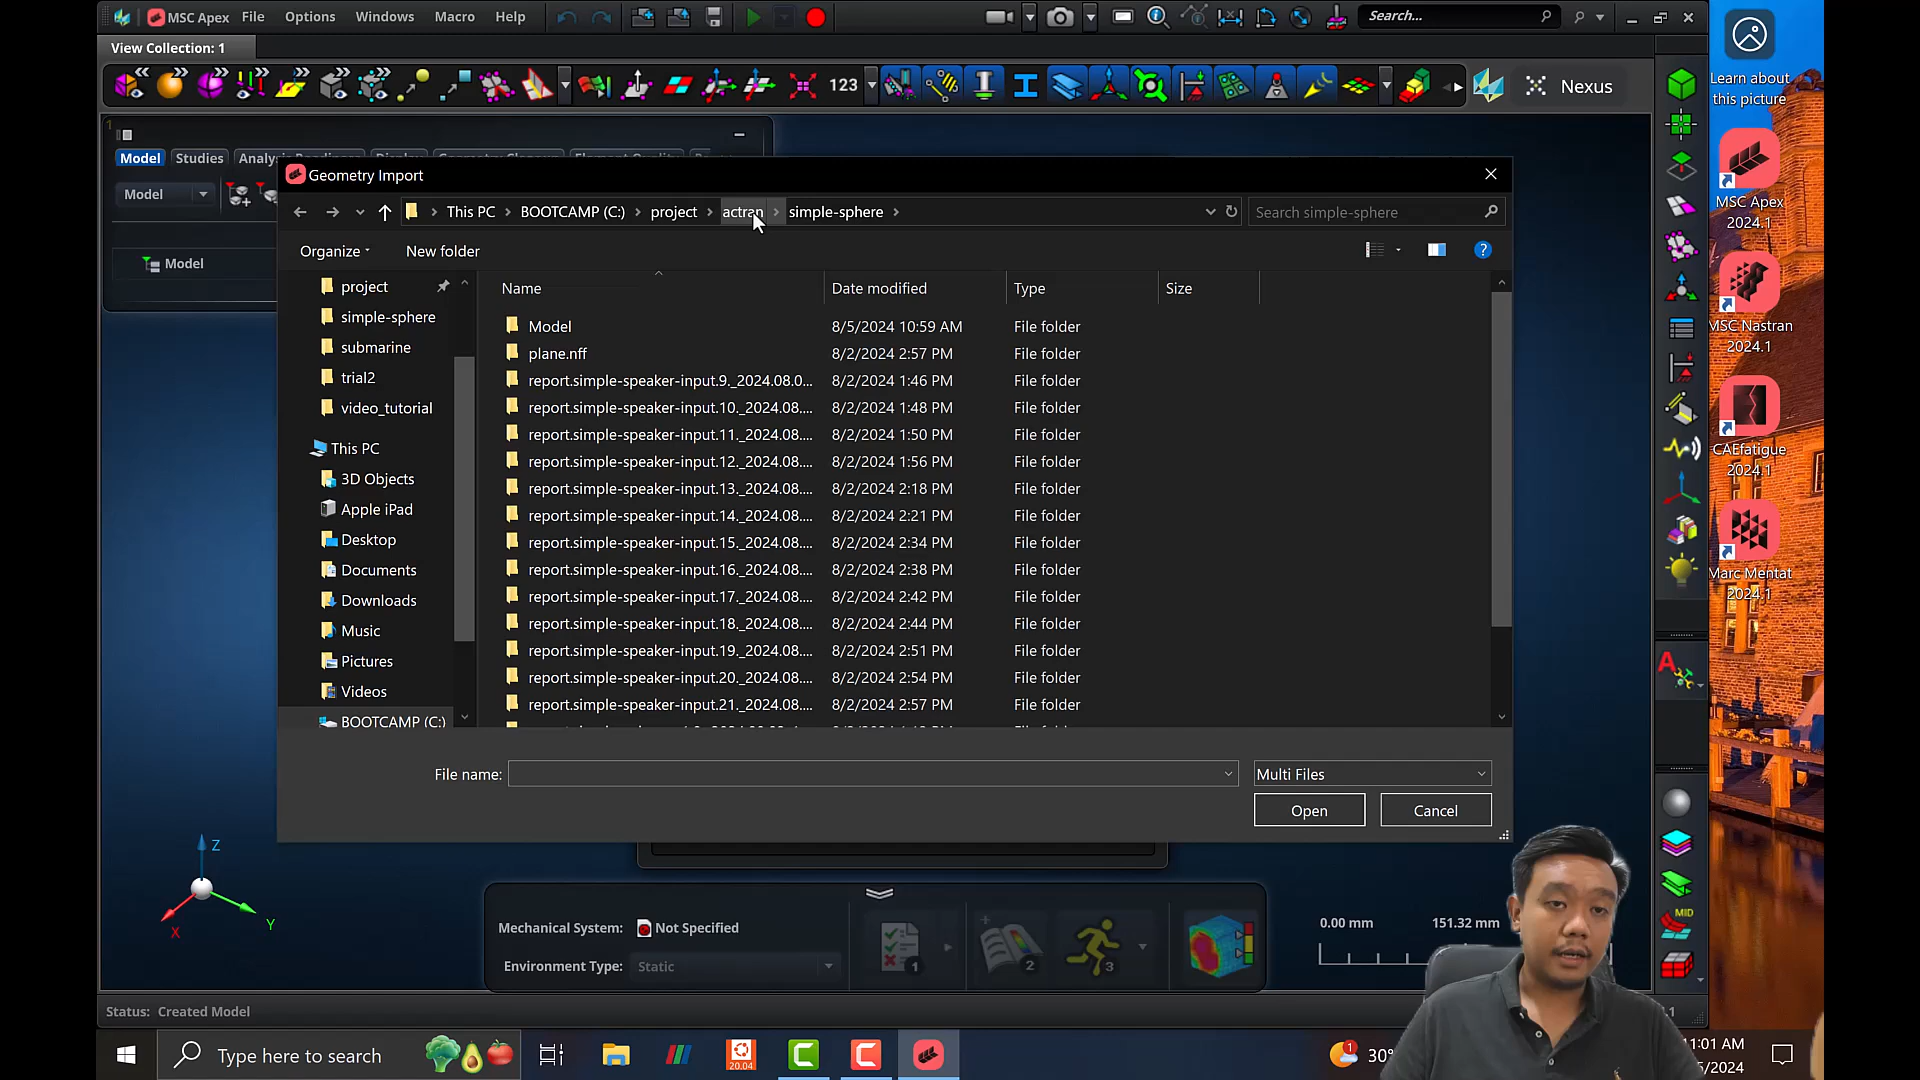 MSC Apex File Options Windows Macro Help Search...
View Collection: 1
123 Nexus
Model Studies
Model
Model
Geometry Import
This PC BOOTCAMP (C:) project actran simple-sphere Search simple-sphere
Organize New folder
project
simple-sphere
submarine
trial2
video_tutorial
This PC
3D Objects
Apple iPad
Desktop
Documents
Downloads
Music
Pictures
Videos
BOOTCAMP (C:)
Name Date modified Type Size
Model 8/5/2024 10:59 AM File folder
plane.nff 8/2/2024 2:57 PM File folder
report.simple-speaker-input.9._2024.08.0... 8/2/2024 1:46 PM File folder
report.simple-speaker-input.10._2024.08.... 8/2/2024 1:48 PM File folder
report.simple-speaker-input.11._2024.08.... 8/2/2024 1:50 PM File folder
report.simple-speaker-input.12._2024.08.... 8/2/2024 1:56 PM File folder
report.simple-speaker-input.13._2024.08.... 8/2/2024 2:18 PM File folder
report.simple-speaker-input.14._2024.08.... 8/2/2024 2:21 PM File folder
report.simple-speaker-input.15._2024.08.... 8/2/2024 2:34 PM File folder
report.simple-speaker-input.16._2024.08.... 8/2/2024 2:38 PM File folder
report.simple-speaker-input.17._2024.08.... 8/2/2024 2:42 PM File folder
report.simple-speaker-input.18._2024.08.... 8/2/2024 2:44 PM File folder
report.simple-speaker-input.19._2024.08.... 8/2/2024 2:51 PM File folder
report.simple-speaker-input.20._2024.08.... 8/2/2024 2:54 PM File folder
report.simple-speaker-input.21._2024.08.... 8/2/2024 2:57 PM File folder
File name: Multi Files
Open Cancel
Learn about
this picture
MSC Apex
2024.1
MSC Nastran
2024.1
CAEfatigue
2024.1
Marc Mentat
2024.1
MID
Z
X
Y
Mechanical System: Not Specified
Environment Type: Static
1 2 3
0.00 mm 151.32 mm
Status: Created Model
Type here to search
20.04
1
30°
11:01 AM
/2024